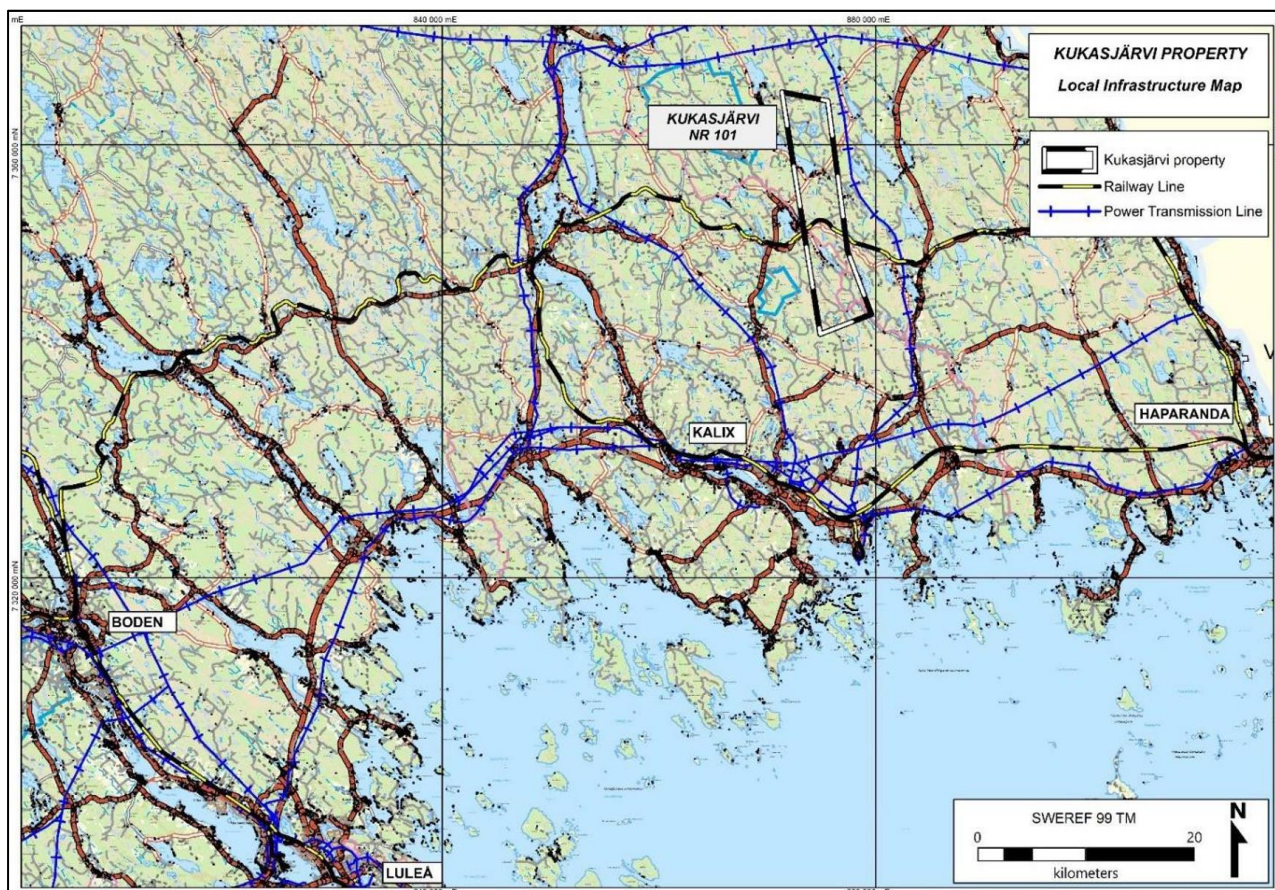 mE
840 000 mE
880 000 mE
KUKASJÄRVI PROPERTY
Local Infrastructure Map
KUKASJÄRVI
NR 101
Kukasjärvi property
Railway Line
Power Transmission Line
7 360 000 mN
HAPARANDA
KALIX
7 320 000 mN
BODEN
SWEREF 99 TM
N
0 20
kilometers
LULEÅ